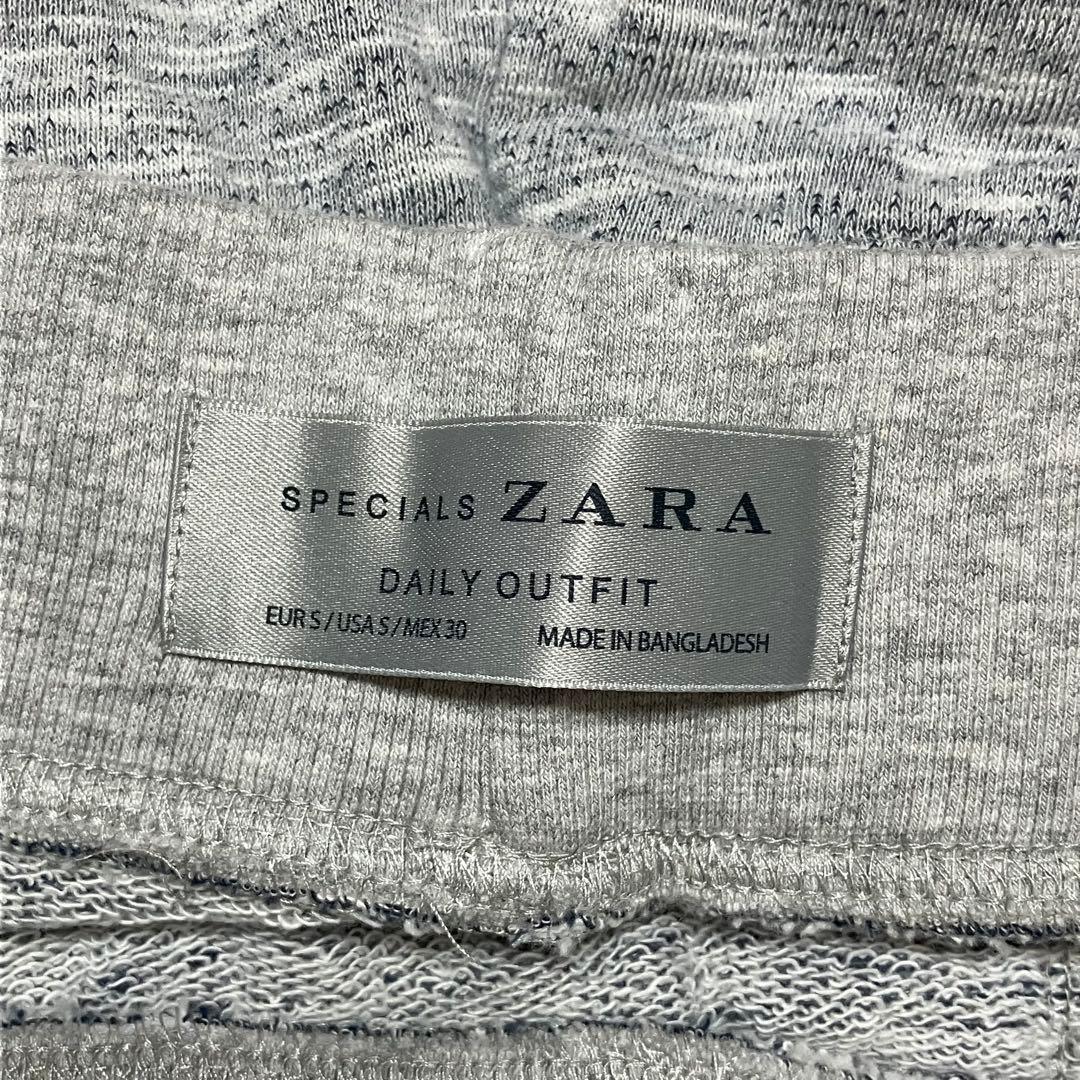 SPECIALS ZARA
DAILY OUTFIT
EUR S / USA S / MEX 30
MADE IN BANGLADESH